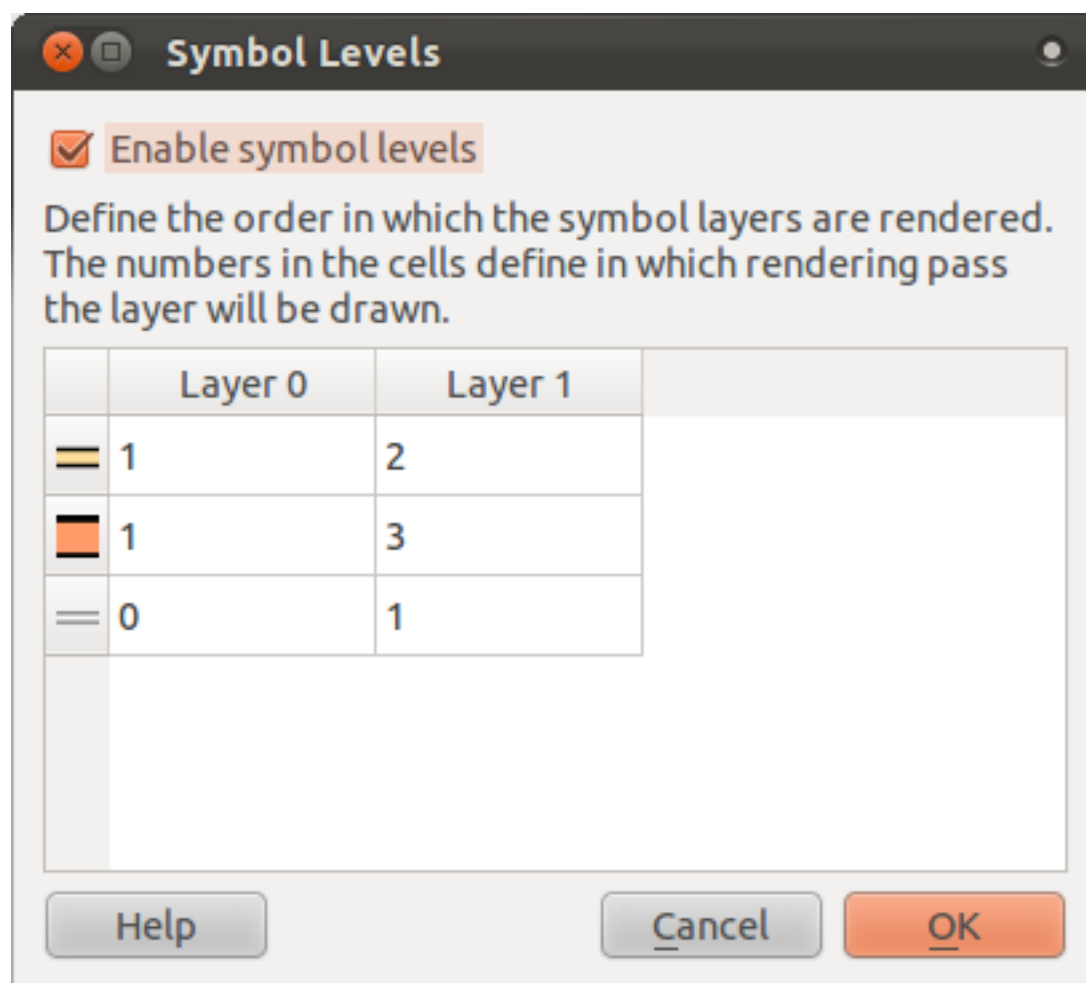 Symbol Levels
Enable symbol levels
Define the order in which the symbol layers are rendered.
The numbers in the cells define in which rendering pass
the layer will be drawn.
Layer 0 Layer 1
1 2
1 3
0 1
Help Cancel OK